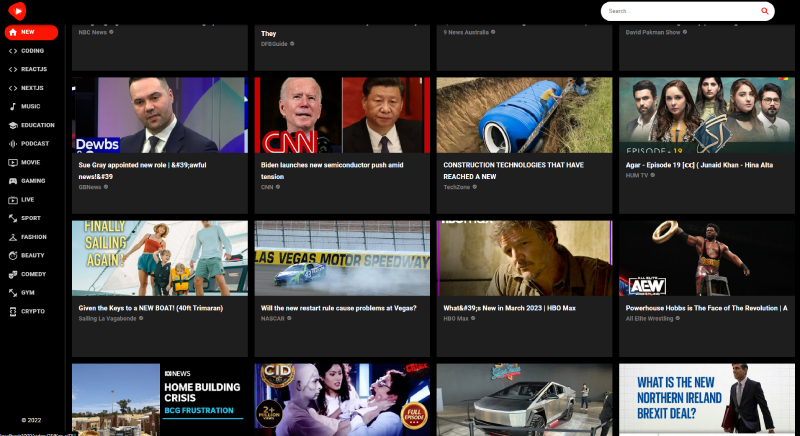 Search...
NEW
CODING
REACTJS
NEXTJS
MUSIC
EDUCATION
PODCAST
MOVIE
GAMING
LIVE
SPORT
FASHION
BEAUTY
COMEDY
GYM
CRYPTO
© 2022
NBC News
They
DFBGuide
9 News Australia
David Pakman Show
Dewbs
CNN
EPISODE - 19
Sue Gray appointed new role | &#39;awful
news!&#39
GBNews
Biden launches new semiconductor push amid
tension
CNN
CONSTRUCTION TECHNOLOGIES THAT HAVE
REACHED A NEW
TechZone
Agar - Episode 19 [ᴄᴄ] ( Junaid Khan - Hina Alta
HUM TV
FINALLY
SAILING
AGAIN!
LAS VEGAS MOTOR SPEEDWAY
HBOMAX
ALL ELITE
AEW
Given the Keys to a NEW BOAT! (40ft Trimaran)
Sailing La Vagabonde
Will the new restart rule cause problems at Vegas?
NASCAR
What&#39;s New in March 2023 | HBO Max
HBO Max
Powerhouse Hobbs is The Face of The Revolution | A
All Elite Wrestling
NEWS
HOME BUILDING
CRISIS
BCG FRUSTRATION
CID
2+
MILLION
VIEWS
FULL
EPISODE
WHAT IS THE NEW
NORTHERN IRELAND
BREXIT DEAL?